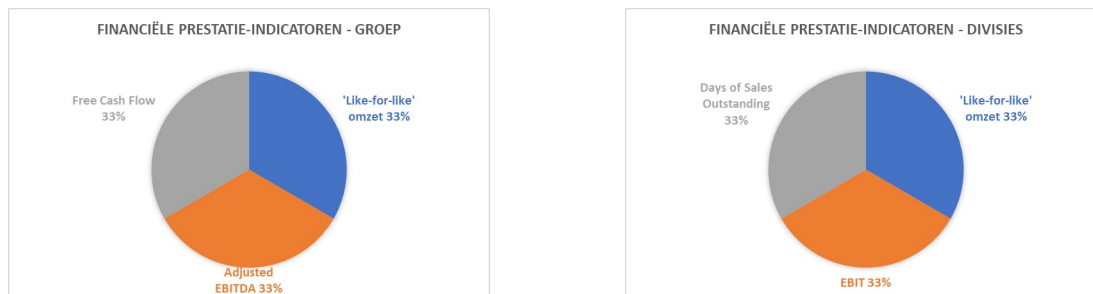 FINANCIËLE PRESTATIE-INDICATOREN - GROEP
Free Cash Flow
33%
'Like-for-like'
omzet 33%
Adjusted
EBITDA 33%
FINANCIËLE PRESTATIE-INDICATOREN - DIVISIES
Days of Sales
Outstanding
33%
'Like-for-like'
omzet 33%
EBIT 33%